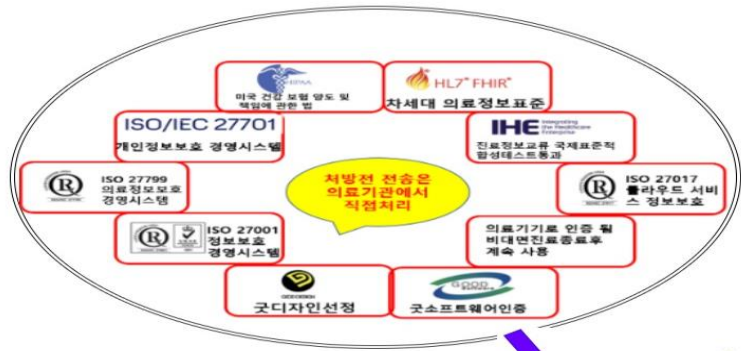 HIPAA
미국 건강 보험 양도 및
책임에 관한 법
HL7® FHIR®
차세대 의료정보표준
ISO/IEC 27701
개인정보보호 경영시스템
IHE Integrating
the Healthcare
Enterprise
진료정보교류 국제표준적
합성테스트통과
ISO 27799
의료정보보호
경영시스템
처방전 전송은
의료기관에서
직점처리
ISO 27017
클라우드 서비
스 정보보호
ISO 27001
정보보호
경영시스템
의료기기로 인증 될
비대면진료종료후
계속 사용
GOOD DESIGN
굿디자인선정
GOOD
굿소프트웨어인증